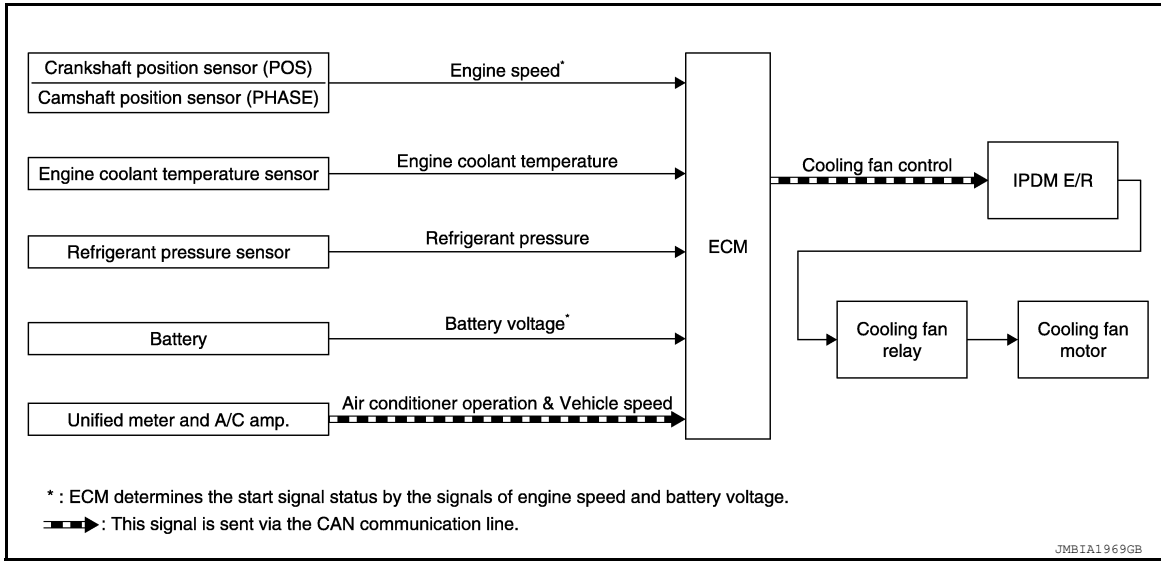 Crankshaft position sensor (POS)
Camshaft position sensor (PHASE)
Engine speed*
Engine coolant temperature sensor
Engine coolant temperature
Refrigerant pressure sensor
Refrigerant pressure
Battery
Battery voltage*
Unified meter and A/C amp.
Air conditioner operation & Vehicle speed
ECM
Cooling fan control
IPDM E/R
Cooling fan
relay
Cooling fan
motor
* : ECM determines the start signal status by the signals of engine speed and battery voltage.
: This signal is sent via the CAN communication line.
JMBIA1969GB